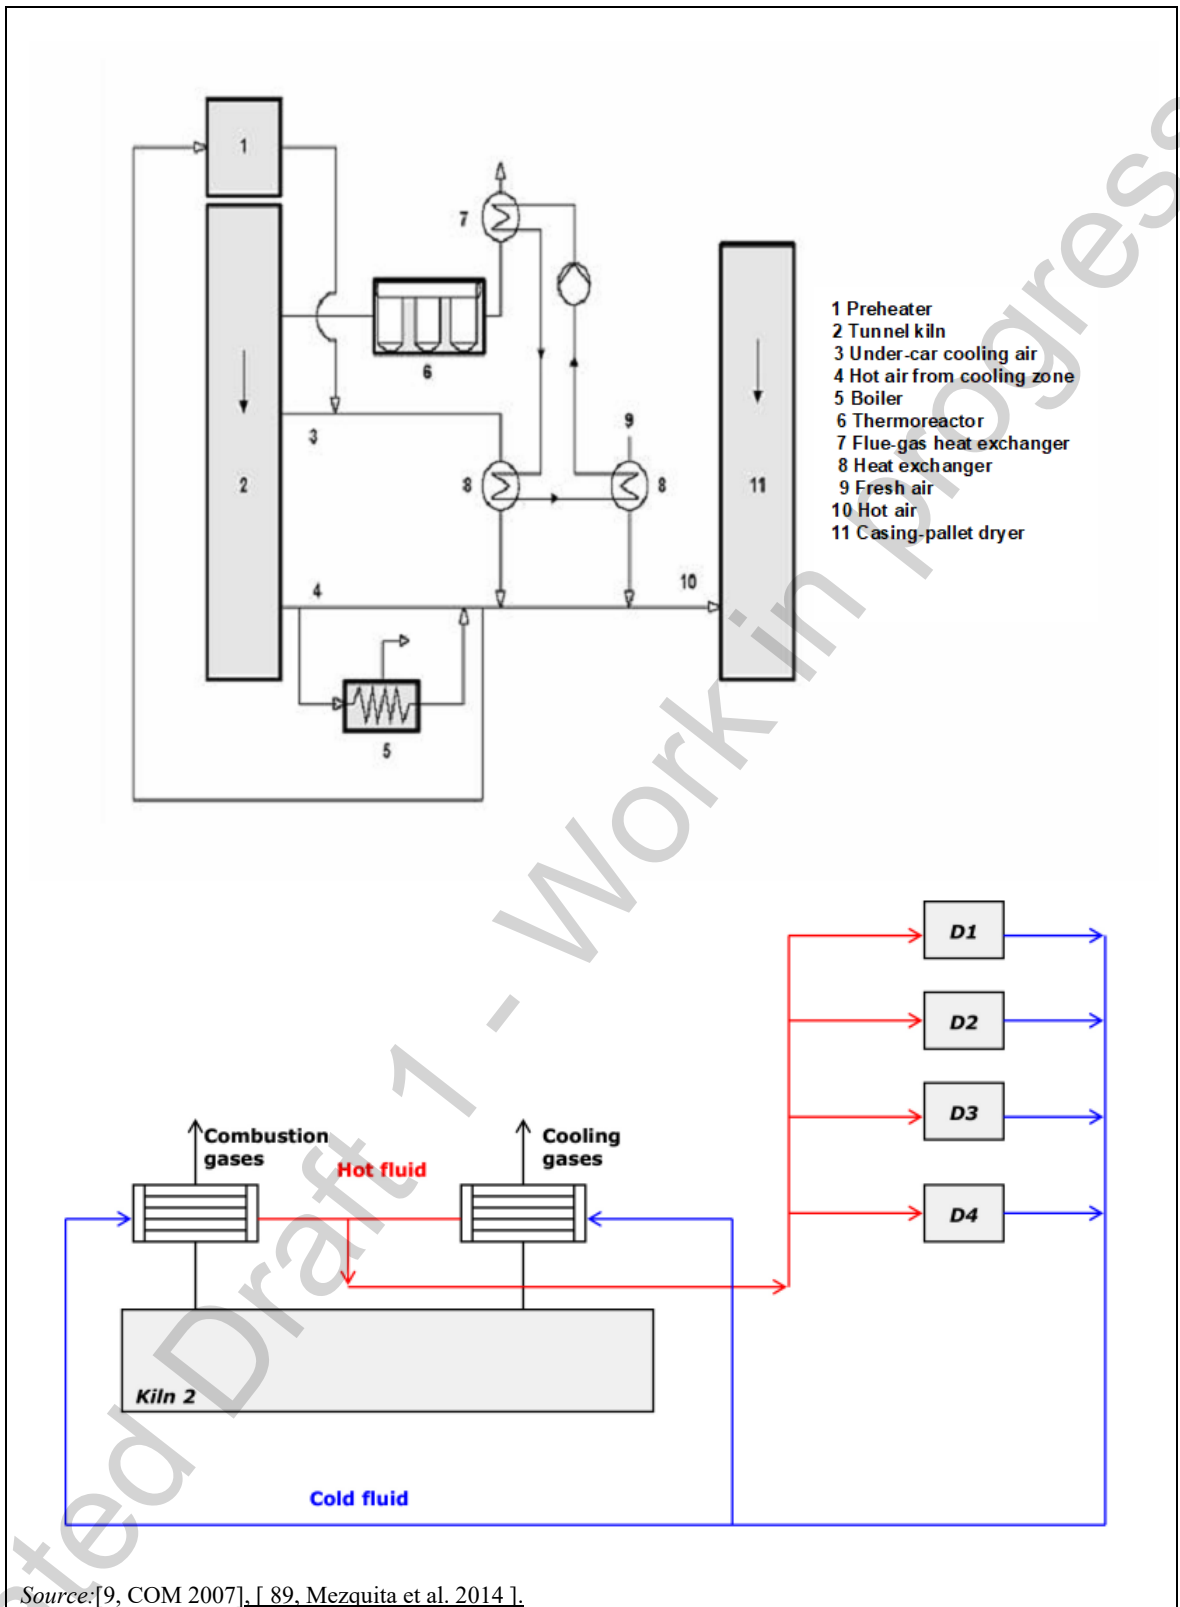 1
7
6
3
2
8
9
8
11
4
10
5
1 Preheater
2 Tunnel kiln
3 Under-car cooling air
4 Hot air from cooling zone
5 Boiler
6 Thermoreactor
7 Flue-gas heat exchanger
8 Heat exchanger
9 Fresh air
10 Hot air
11 Casing-pallet dryer
D1
D2
D3
D4
Combustion
gases
Hot fluid
Cooling
gases
Kiln 2
Cold fluid
Source:[9, COM 2007], [ 89, Mezquita et al. 2014 ].
ted Draft 1 - Work in progress